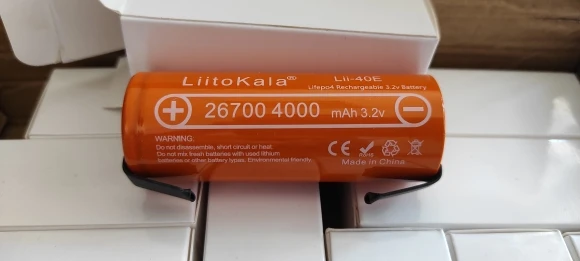 LiitoKala®
Lii-40E
Lifepo4 Rechargeable 3.2v Battery
+ 26700 4000 mAh 3.2v −
WARNING:
Do not disassemble, short circuit or heat.
Do not mix fresh batteries with used lithium
batteries or other battery types. Environmental friendly.
CE RoHS
Made in China